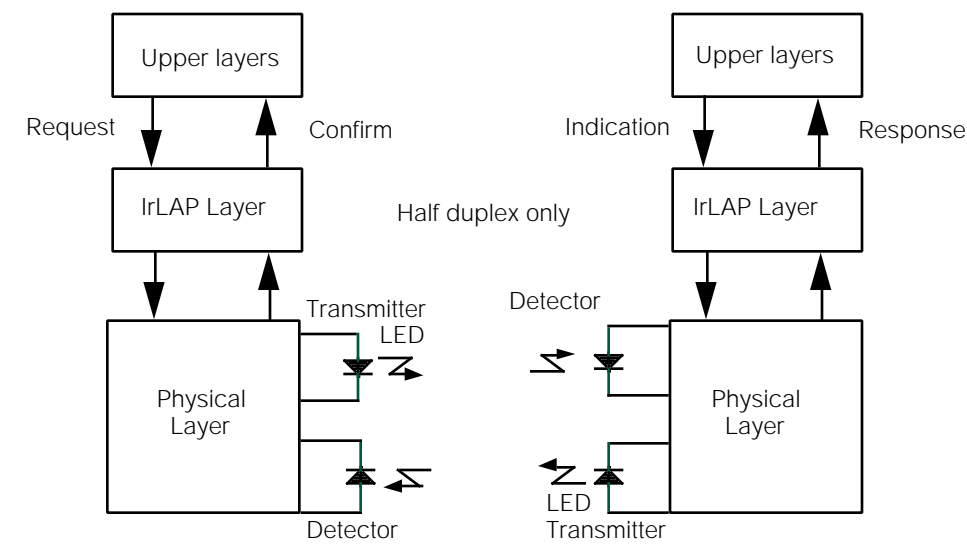 Upper layers
Upper layers
Request
Confirm
Indication
Response
IrLAP Layer
Half duplex only
IrLAP Layer
Transmitter
LED
Detector
Physical
Layer
Physical
Layer
Detector
LED
Transmitter